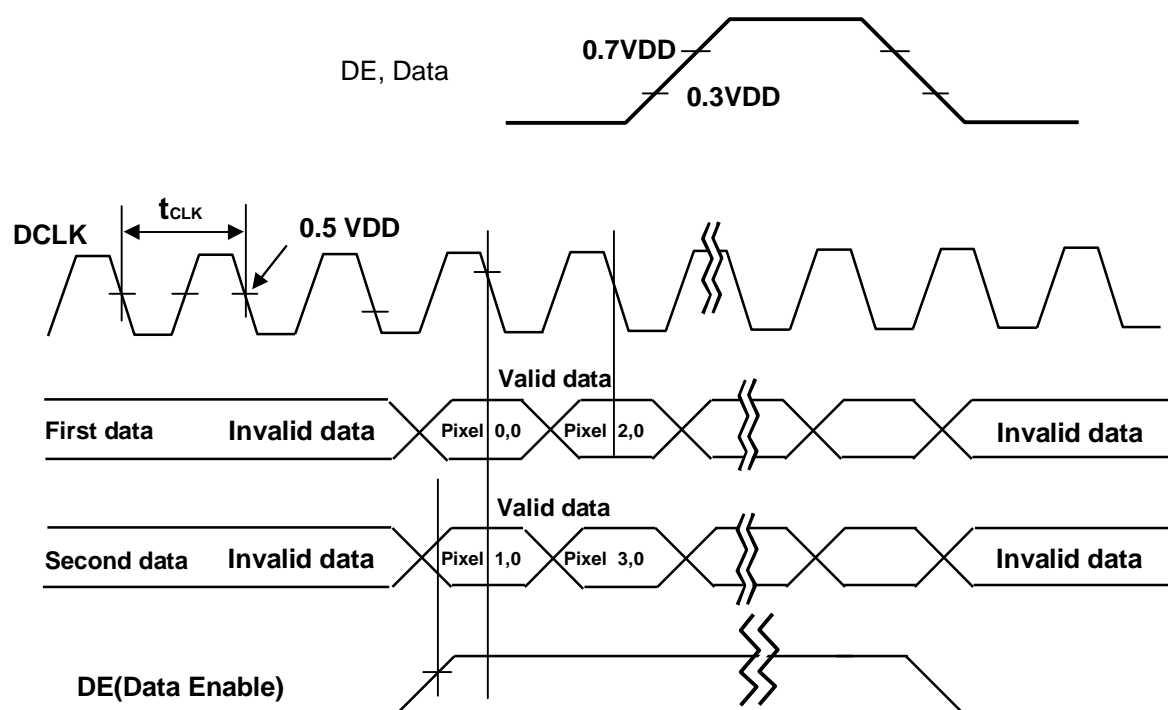 0.7VDD
DE, Data
0.3VDD
tCLK
0.5 VDD
DCLK
Valid data
First data Invalid data Pixel 0,0 Pixel 2,0 Invalid data
Valid data
Second data Invalid data Pixel 1,0 Pixel 3,0 Invalid data
DE(Data Enable)